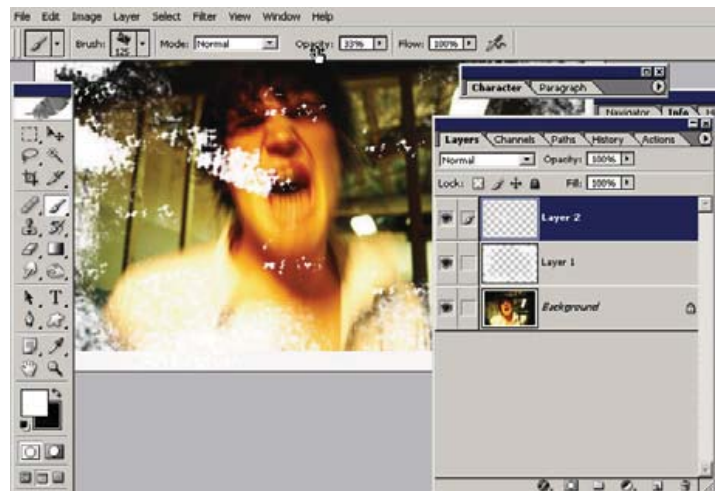 File Edit Image Layer Select Filter View Window Help
Brush: 125 Mode: Normal Opacity: 33% Flow: 100%
Character Paragraph
Navigator Info
Layers Channels Paths History Actions
Normal Opacity: 100%
Lock: Fill: 100%
Layer 2
Layer 1
Background
T